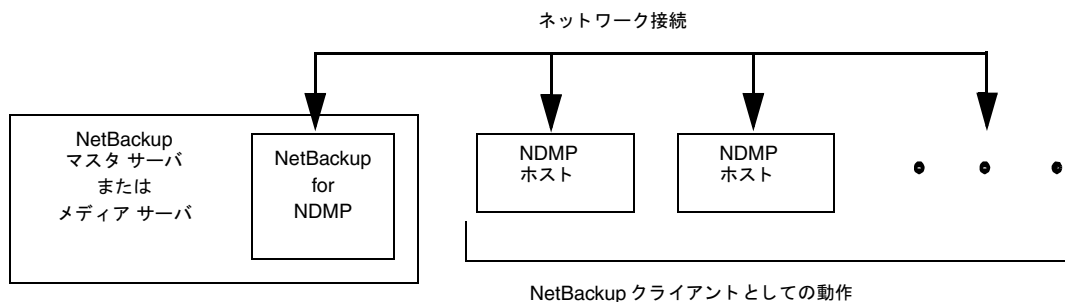 ネットワーク接続
NetBackup
マスタ サーバ
または
メディア サーバ
NetBackup
for
NDMP
NDMP
ホスト
NDMP
ホスト
NetBackup クライアントとしての動作